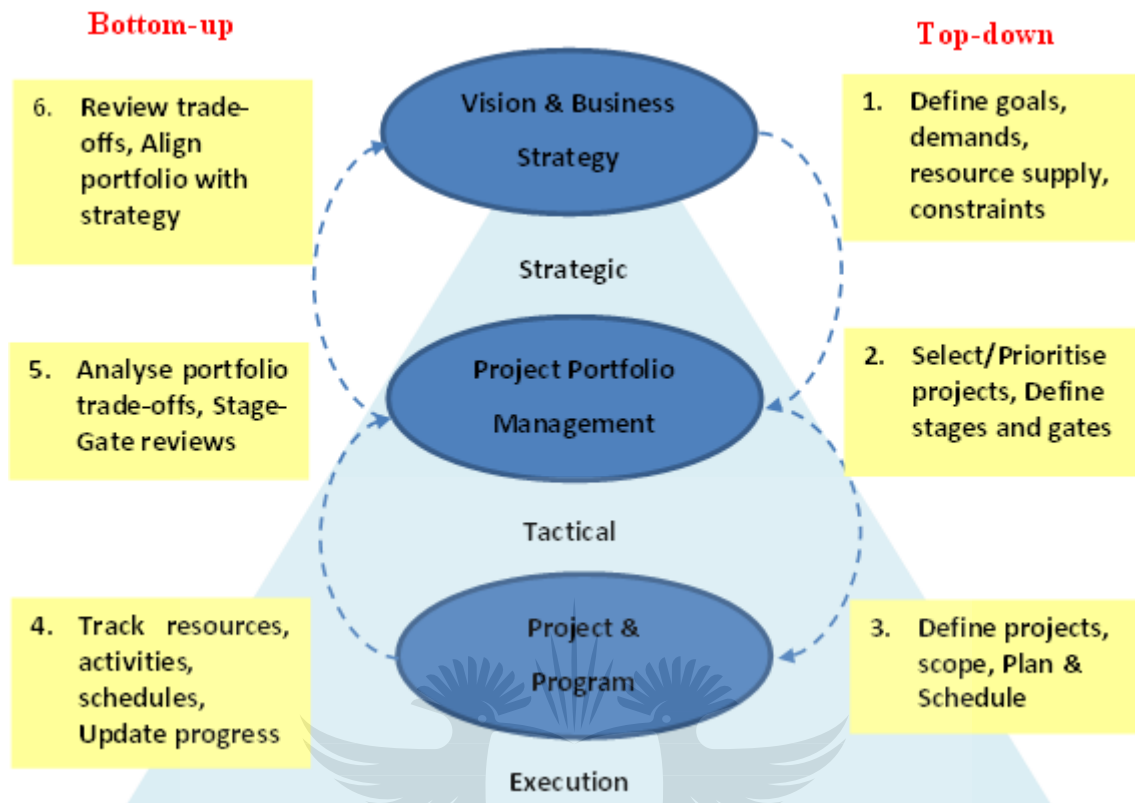 Bottom-up
Top-down
6. Review trade-
offs, Align
portfolio with
strategy
Vision & Business
Strategy
1. Define goals,
demands,
resource supply,
constraints
Strategic
5. Analyse portfolio
trade-offs, Stage-
Gate reviews
Project Portfolio
Management
2. Select/Prioritise
projects, Define
stages and gates
Tactical
4. Track resources,
activities,
schedules,
Update progress
Project &
Program
3. Define projects,
scope, Plan &
Schedule
Execution